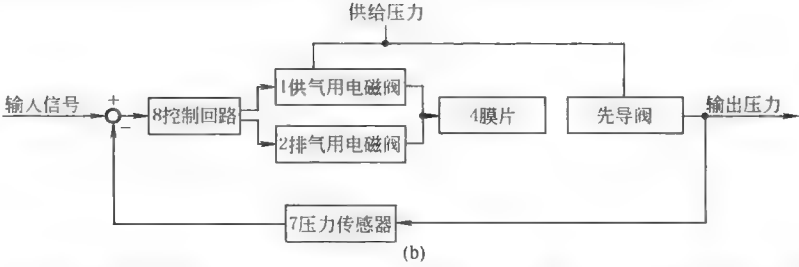 供给压力
输人信号
+
−
8控制回路
1供气用电磁阀
2排气用电磁阀
4膜片
先导阀
输出压力
7压力传感器
(b)